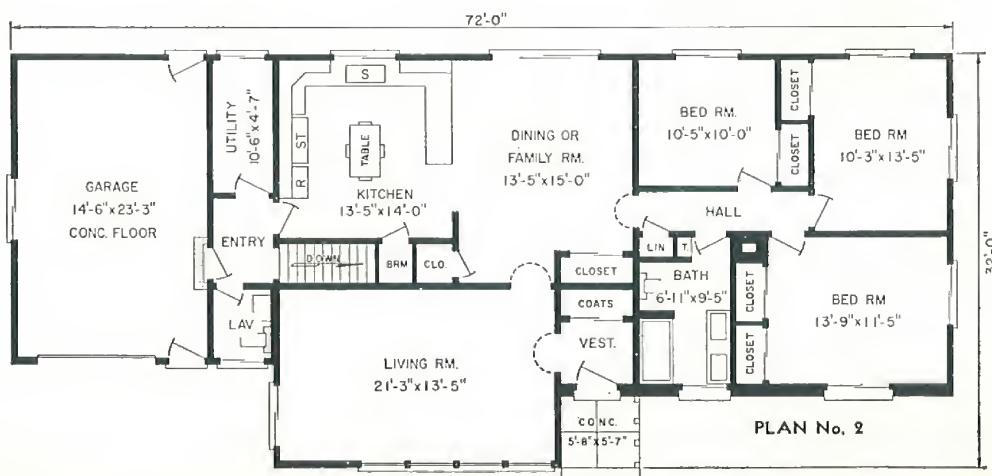 72'-0"
GARAGE
14'-6"x23'-3"
CONC. FLOOR
UTILITY
10'-6"x4'-7"
S
ST
R
TABLE
KITCHEN
13'-5"x14'-0"
DINING OR
FAMILY RM.
13'-5"x15'-0"
BED RM.
10'-5"x10'-0"
CLOSET
CLOSET
BED RM
10'-3"x13'-5"
HALL
ENTRY
DOWN
BRM
CLO.
CLOSET
LIN
T.
BATH
6'-11"x9'-5"
CLOSET
CLOSET
BED RM
13'-9"x11'-5"
32'-0"
LAV
COATS
VEST.
LIVING RM.
21'-3"x13'-5"
CONC.
5'-8"x5'-7"
PLAN No. 2